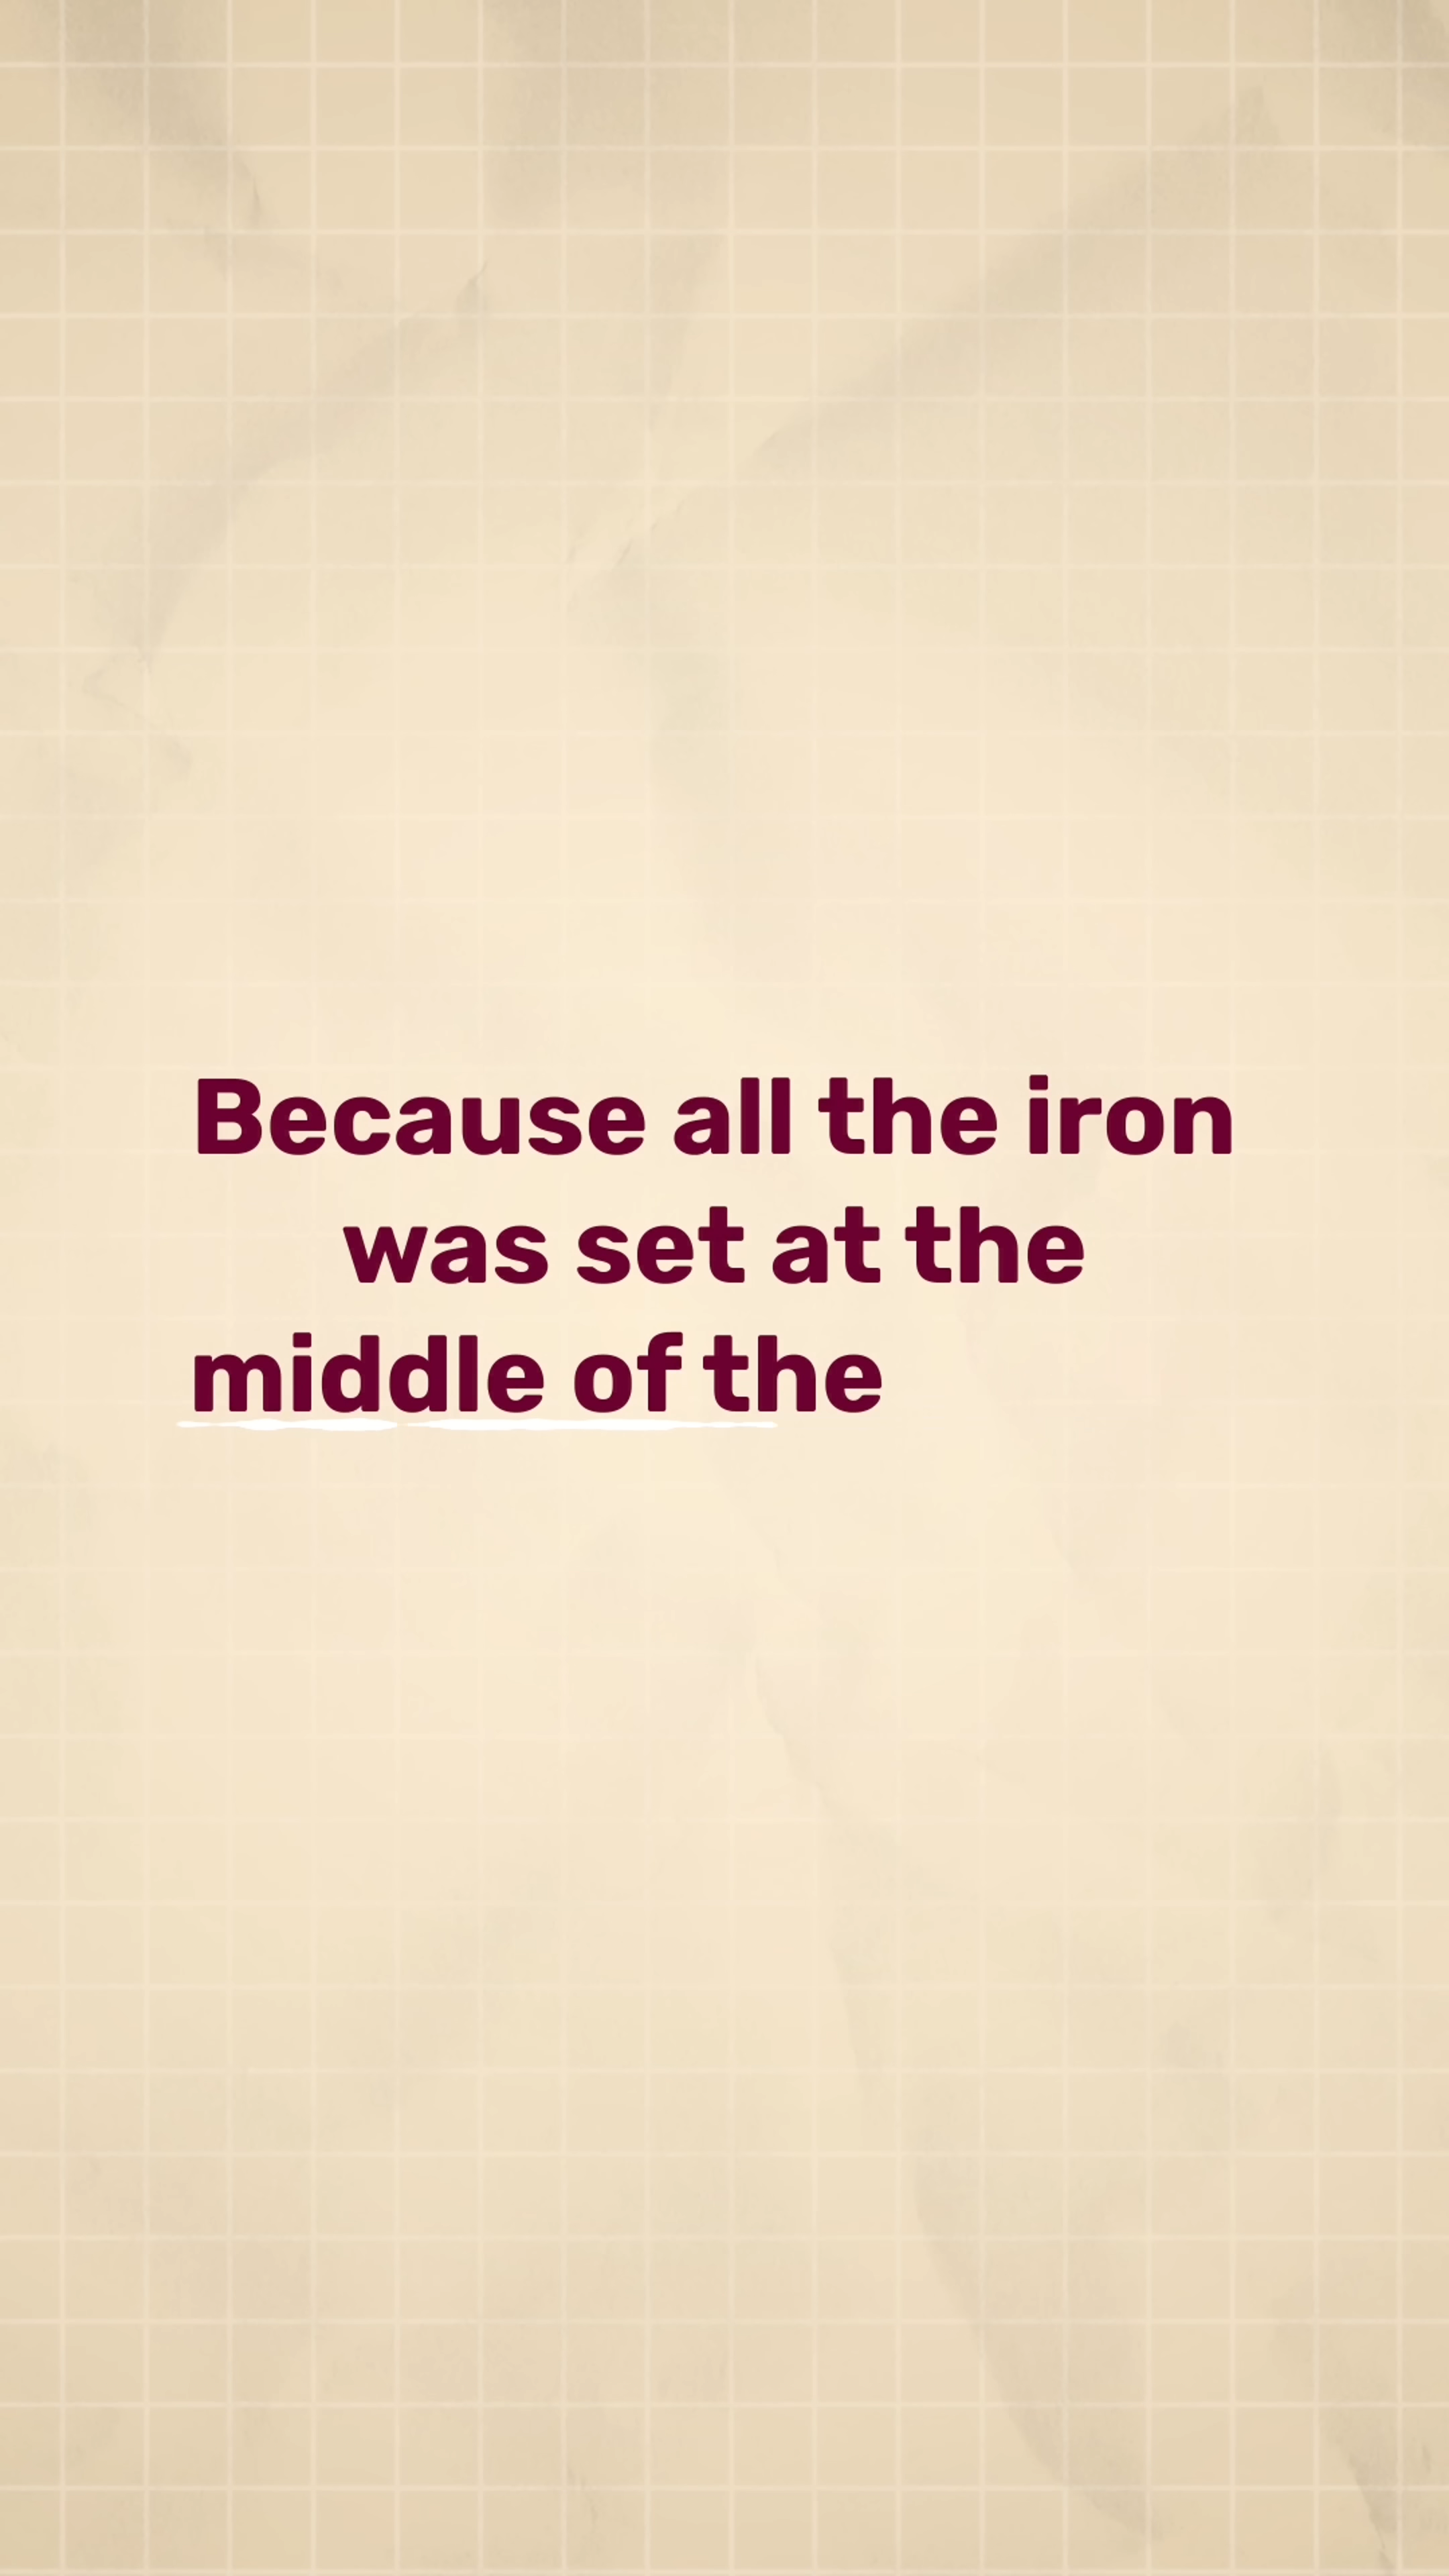 Because all the iron
was set at the
middle of the